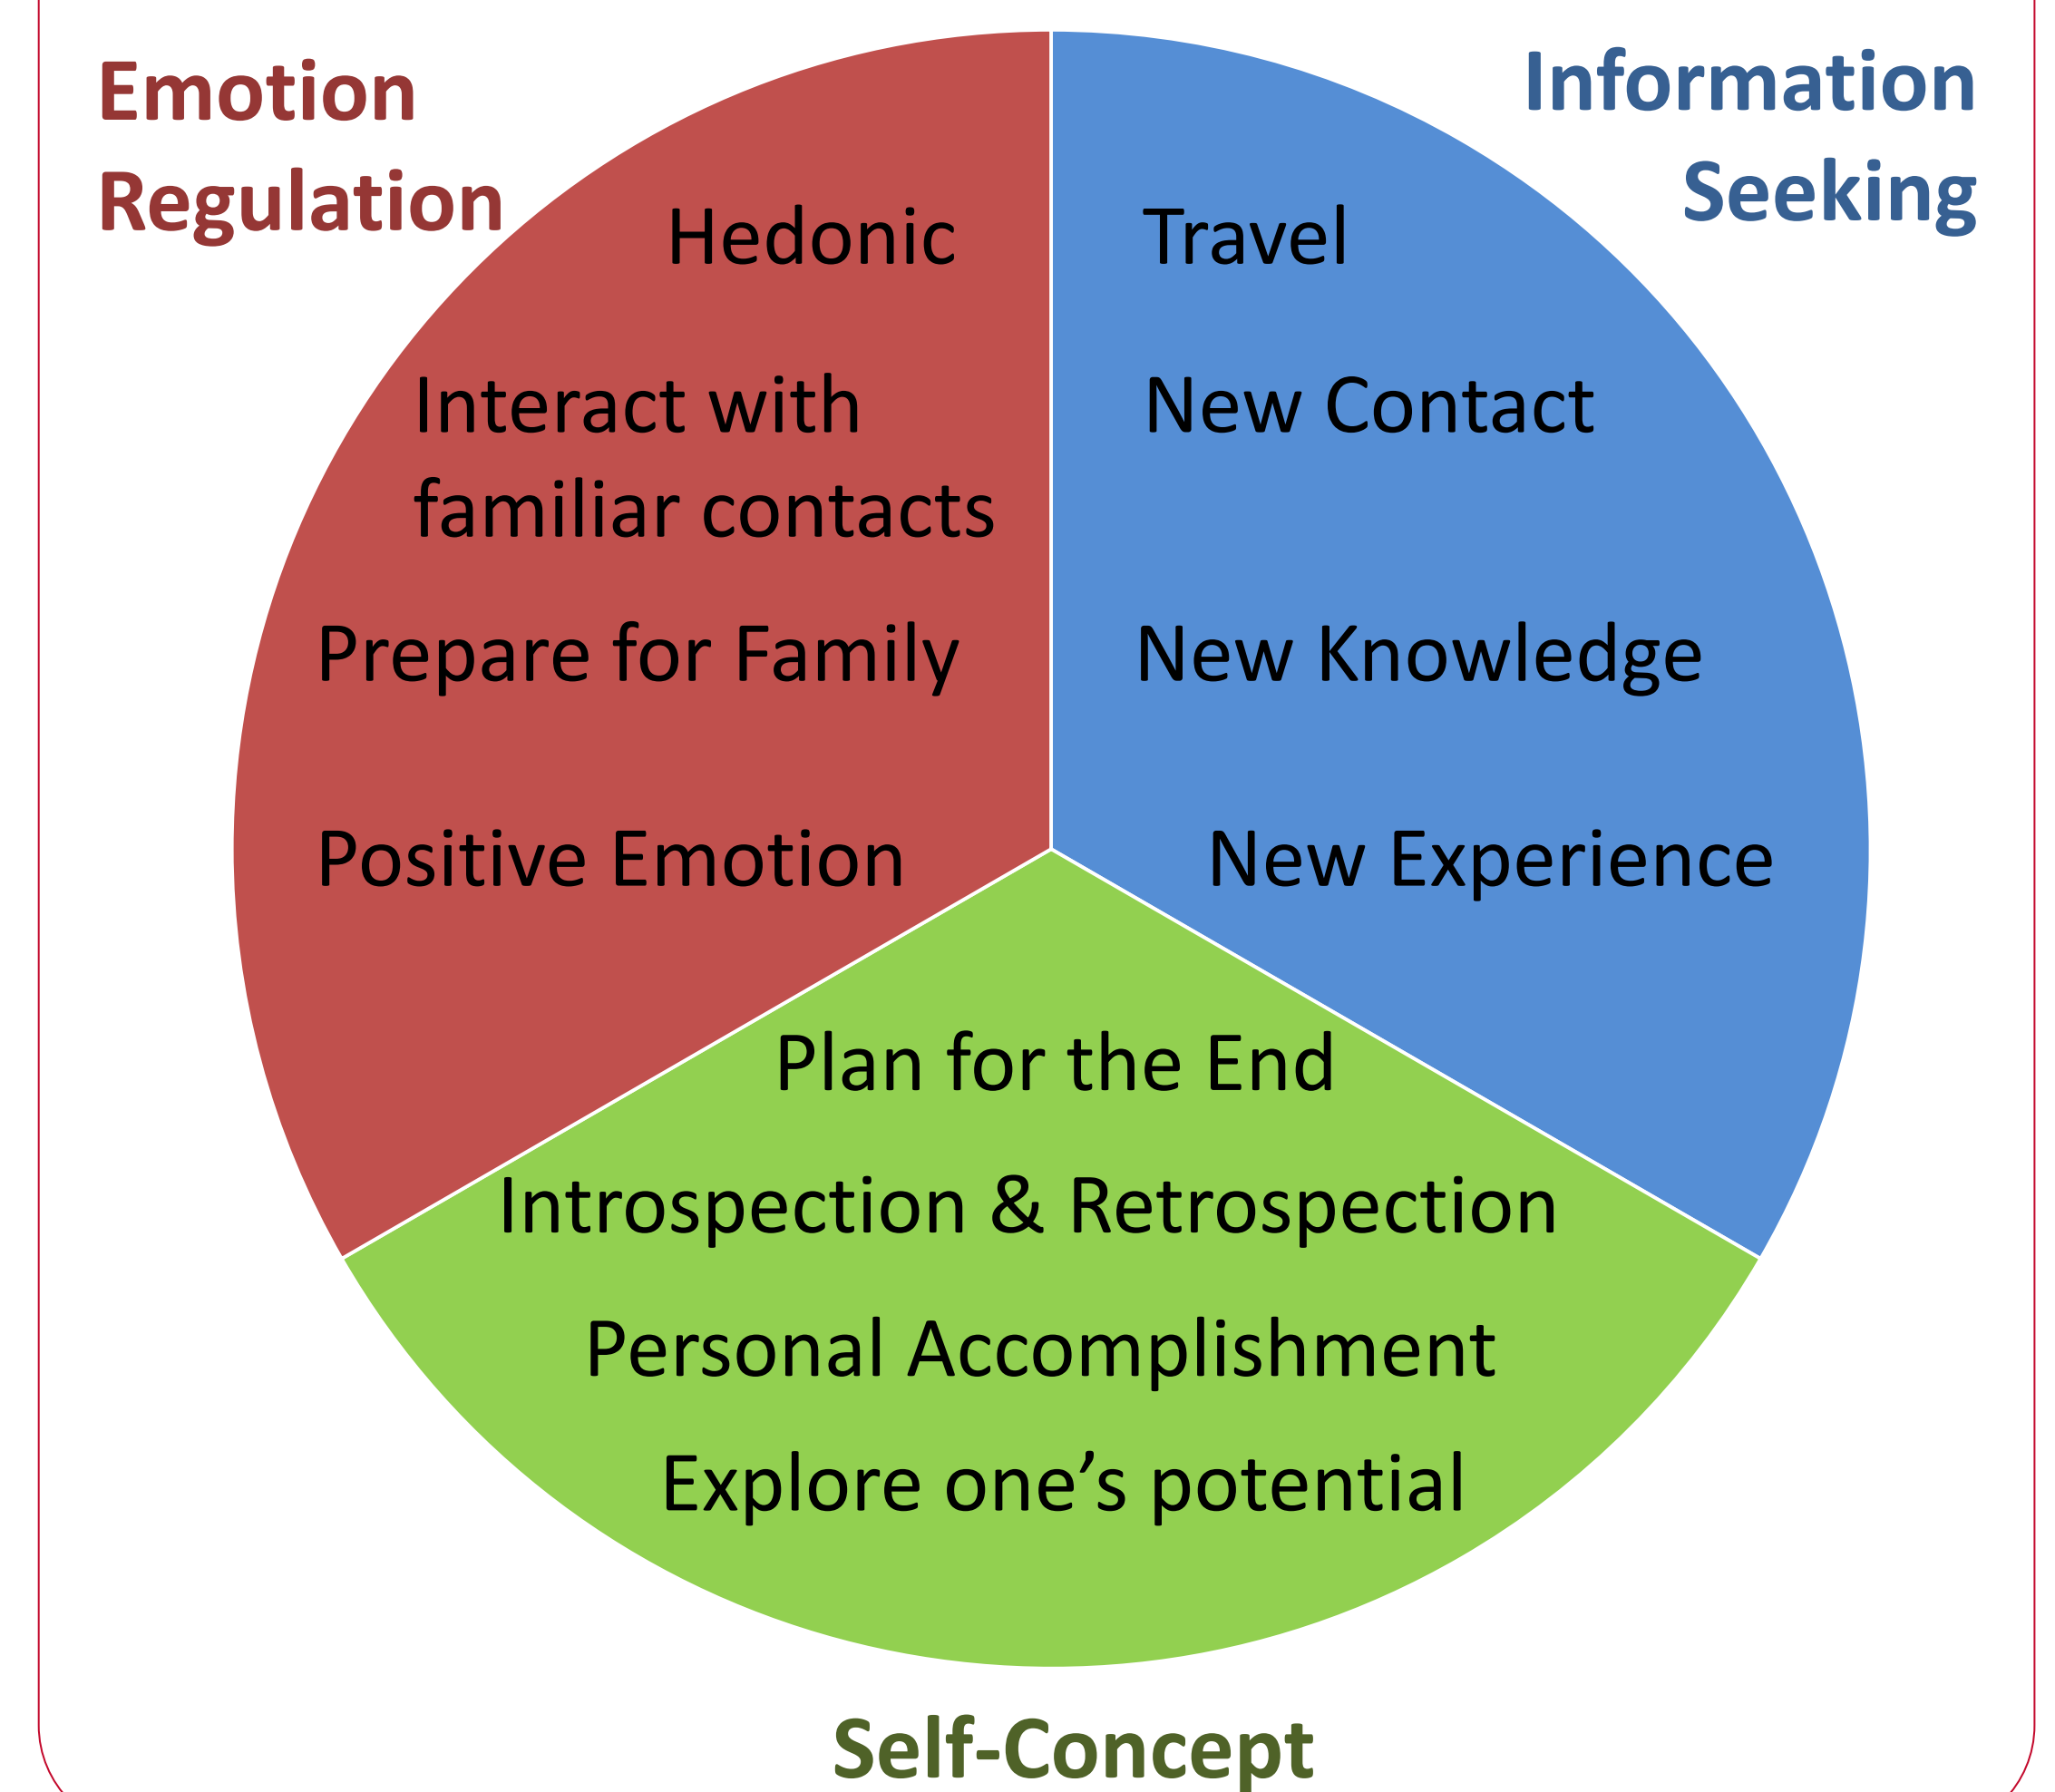 Emotion
Regulation
Hedonic
Interact with
familiar contacts
Prepare for Family
Positive Emotion
Information
Seeking
Travel
New Contact
New Knowledge
New Experience
Plan for the End
Introspection & Retrospection
Personal Accomplishment
Explore one’s potential
Self-Concept